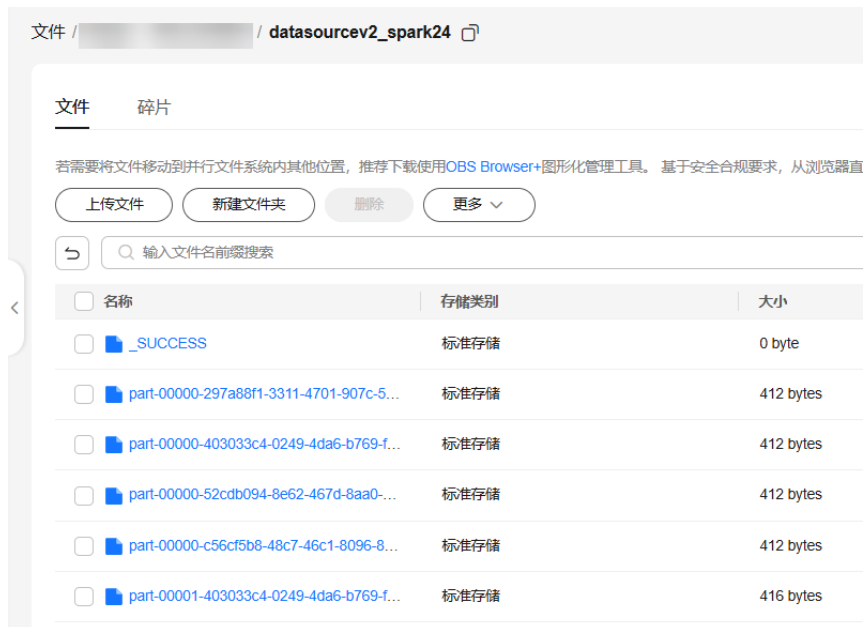 文件 / / datasourcev2_spark24
文件 碎片
若需要将文件移动到并行文件系统内其他位置，推荐下载使用OBS Browser+图形化管理工具。 基于安全合规要求，从浏览器直
上传文件 新建文件夹 删除 更多
输入文件名前缀搜索
名称 存储类别 大小
_SUCCESS 标准存储 0 byte
part-00000-297a88f1-3311-4701-907c-5... 标准存储 412 bytes
part-00000-403033c4-0249-4da6-b769-f... 标准存储 412 bytes
part-00000-52cdb094-8e62-467d-8aa0-... 标准存储 412 bytes
part-00000-c56cf5b8-48c7-46c1-8096-8... 标准存储 412 bytes
part-00001-403033c4-0249-4da6-b769-f... 标准存储 416 bytes